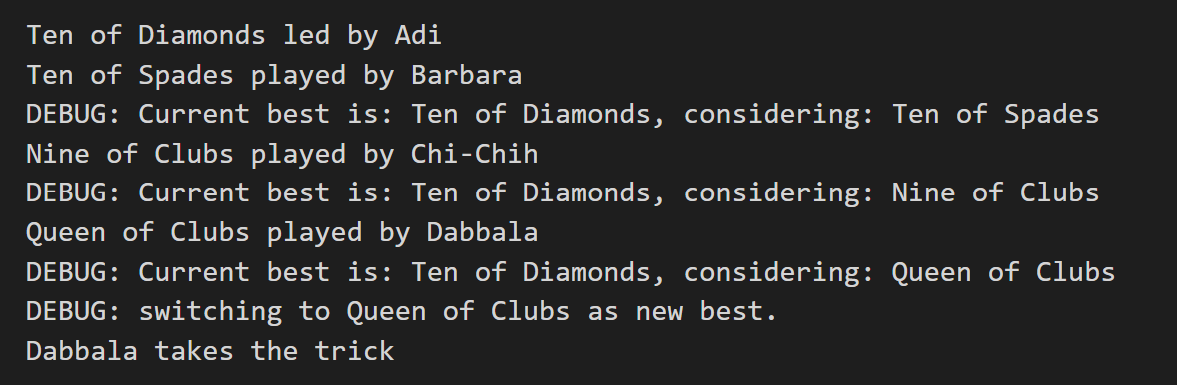 Ten of Diamonds led by Adi
Ten of Spades played by Barbara
DEBUG: Current best is: Ten of Diamonds, considering: Ten of Spades
Nine of Clubs played by Chi-Chih
DEBUG: Current best is: Ten of Diamonds, considering: Nine of Clubs
Queen of Clubs played by Dabbala
DEBUG: Current best is: Ten of Diamonds, considering: Queen of Clubs
DEBUG: switching to Queen of Clubs as new best.
Dabbala takes the trick